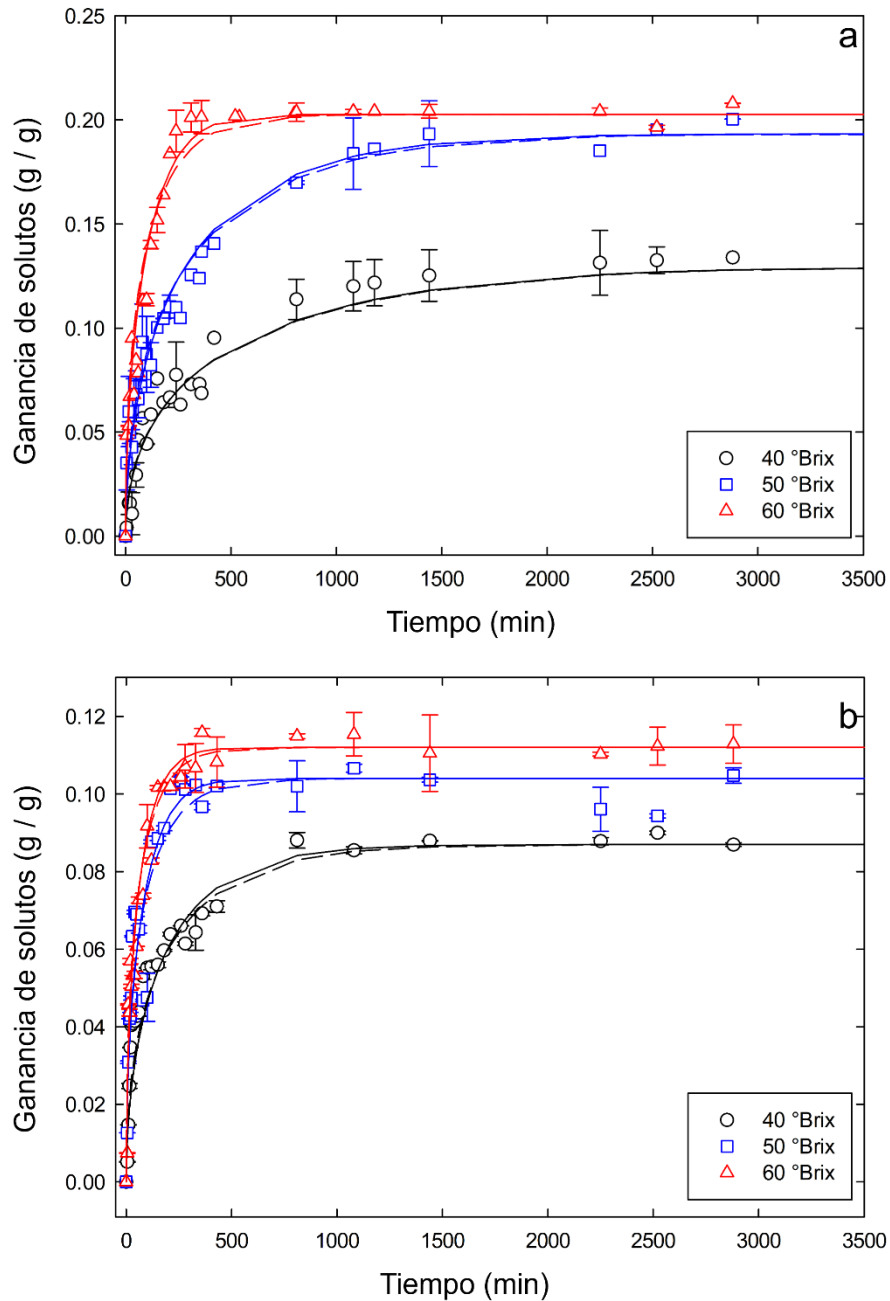 a
Ganancia de solutos (g / g)
0.25
0.20
0.15
0.10
0.05
0.00
40 °Brix
50 °Brix
60 °Brix
0 500 1000 1500 2000 2500 3000 3500
Tiempo (min)
b
Ganancia de solutos (g / g)
0.12
0.10
0.08
0.06
0.04
0.02
0.00
40 °Brix
50 °Brix
60 °Brix
0 500 1000 1500 2000 2500 3000 3500
Tiempo (min)